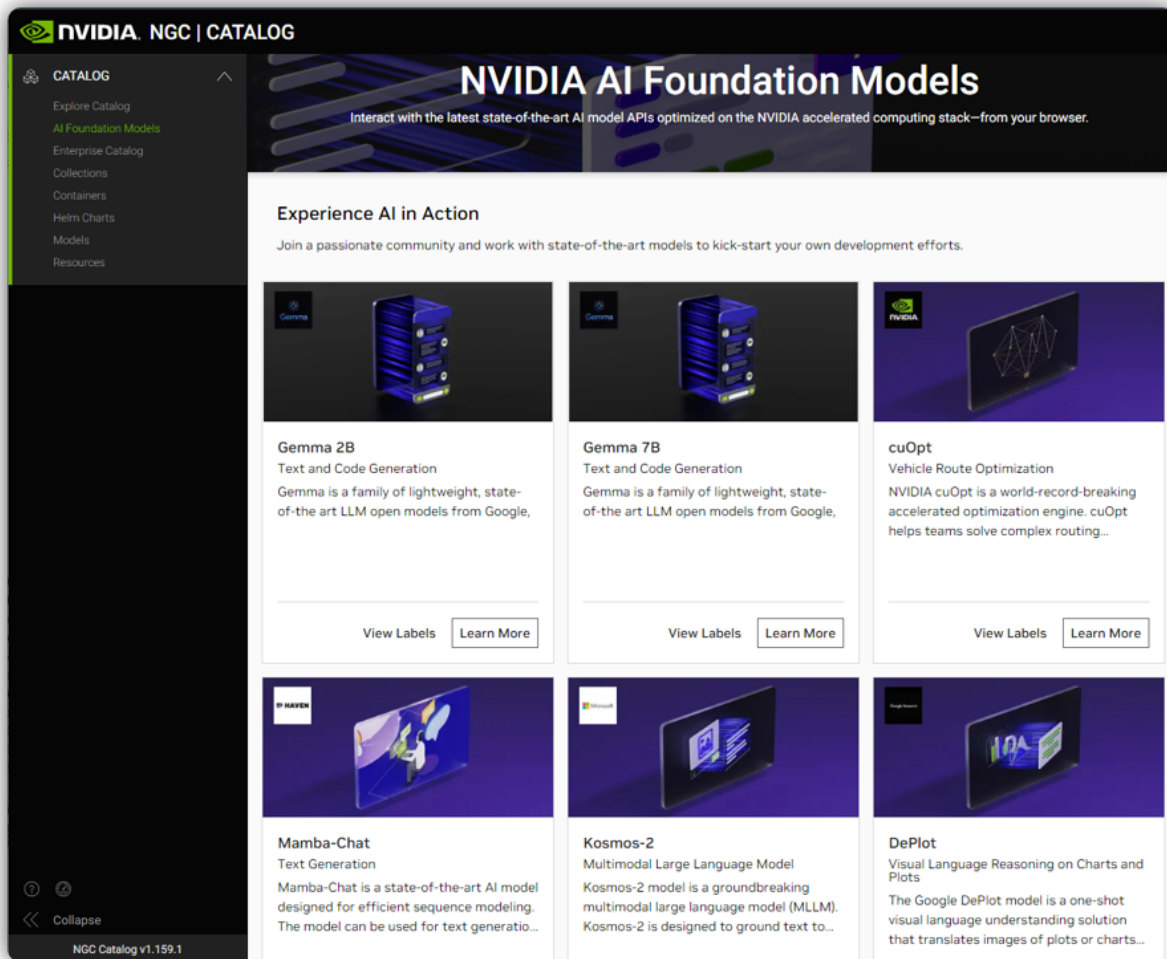 NVIDIA. NGC | CATALOG
CATALOG
Explore Catalog
AI Foundation Models
Enterprise Catalog
Collections
Containers
Helm Charts
Models
Resources
Collapse
NGC Catalog v1.159.1
NVIDIA AI Foundation Models
Interact with the latest state-of-the-art AI model APIs optimized on the NVIDIA accelerated computing stack—from your browser.
Experience AI in Action
Join a passionate community and work with state-of-the-art models to kick-start your own development efforts.
Gemma
Gemma 2B
Text and Code Generation
Gemma is a family of lightweight, state-
of-the art LLM open models from Google,
View Labels
Learn More
Gemma
Gemma 7B
Text and Code Generation
Gemma is a family of lightweight, state-
of-the art LLM open models from Google,
View Labels
Learn More
NVIDIA.
cuOpt
Vehicle Route Optimization
NVIDIA cuOpt is a world-record-breaking
accelerated optimization engine. cuOpt
helps teams solve complex routing...
View Labels
Learn More
HAVEN
Mamba-Chat
Text Generation
Mamba-Chat is a state-of-the-art AI model
designed for efficient sequence modeling.
The model can be used for text generatio...
Microsoft
Kosmos-2
Multimodal Large Language Model
Kosmos-2 model is a groundbreaking
multimodal large language model (MLLM).
Kosmos-2 is designed to ground text to...
Google Research
DePlot
Visual Language Reasoning on Charts and
Plots
The Google DePlot model is a one-shot
visual language understanding solution
that translates images of plots or charts...